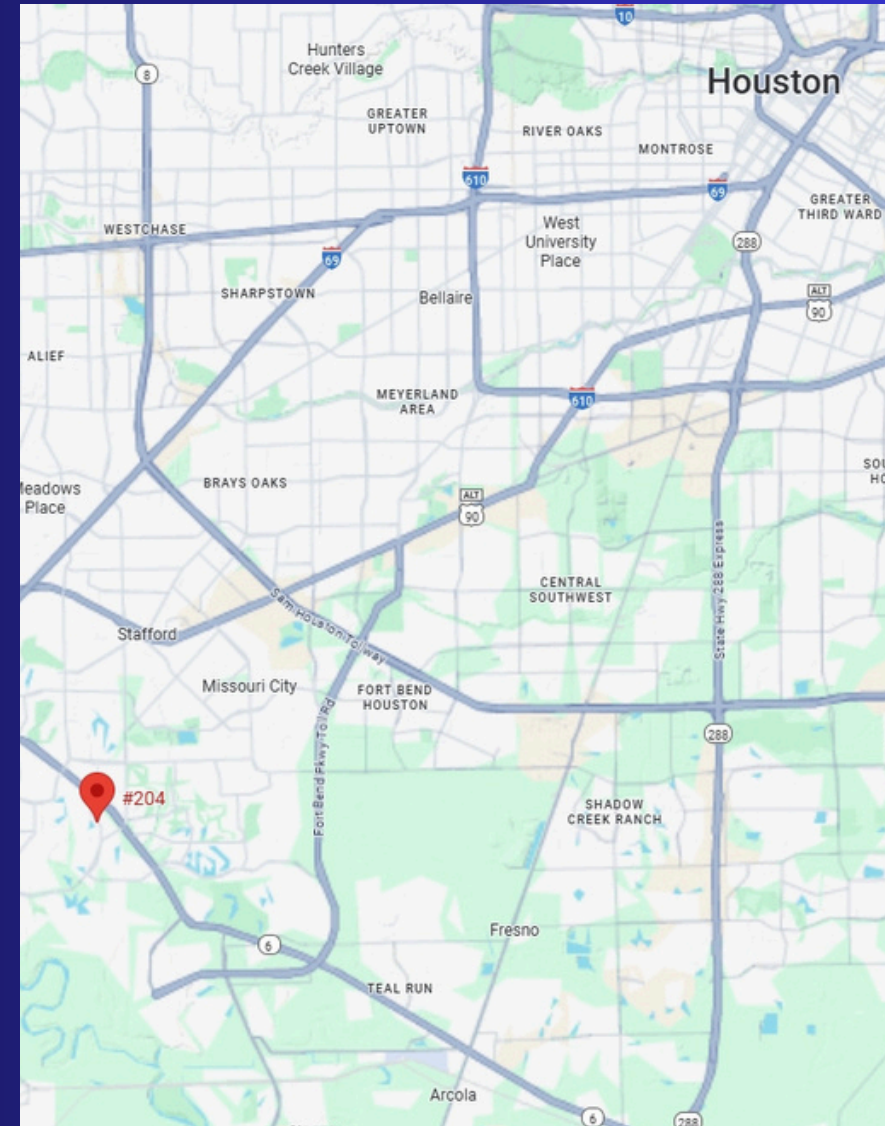 10
Hunters
Creek Village
8
Houston
GREATER
UPTOWN
RIVER OAKS
MONTROSE
610
69
GREATER
THIRD WARD
WESTCHASE
West
University
Place
288
69
SHARPSTOWN
Bellaire
ALT
90
ALIEF
MEYERLAND
AREA
610
BRAYS OAKS
Meadows
Place
SOU
HO
ALT
90
State Hwy 288 Express
CENTRAL
SOUTHWEST
Sam Houston Tollway
Stafford
Missouri City
FORT BEND
HOUSTON
Fort Bend Pkwy Toll Rd
288
#204
SHADOW
CREEK RANCH
Fresno
6
TEAL RUN
Arcola
6
288